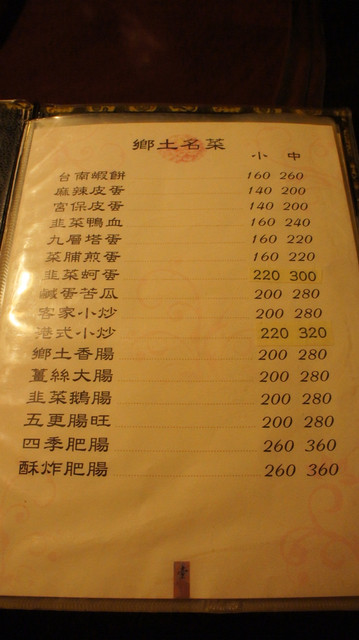 鄉土名菜
小 中
台南蝦餅 160 260
麻辣皮蛋 140 200
宮保皮蛋 140 200
韭菜鴨血 160 240
九層塔蛋 160 220
菜脯煎蛋 160 220
韭菜蚵蛋 220 300
鹹蛋苦瓜 200 280
客家小炒 200 280
港式小炒 220 320
鄉土香腸 200 280
薑絲大腸 200 280
韭菜鵝腸 200 280
五更腸旺 200 280
四季肥腸 260 360
酥炸肥腸 260 360